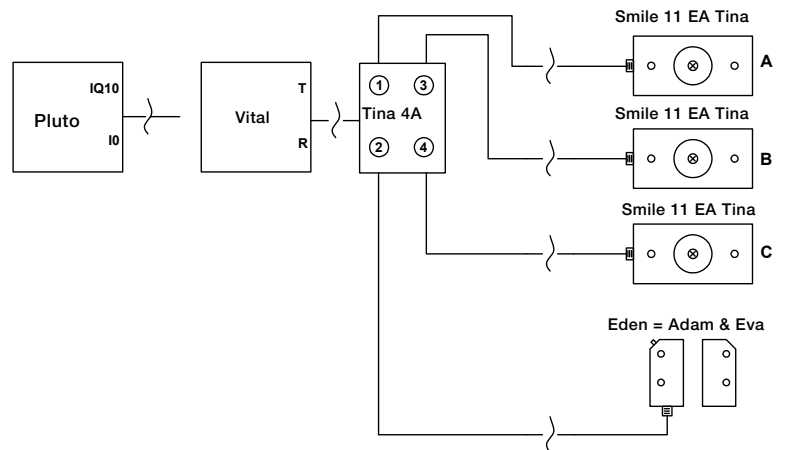 Smile 11 EA Tina
A
IQ10
Pluto
I0
T
Vital
R
1
3
Tina 4A
2
4
Smile 11 EA Tina
B
Smile 11 EA Tina
C
Eden = Adam & Eva